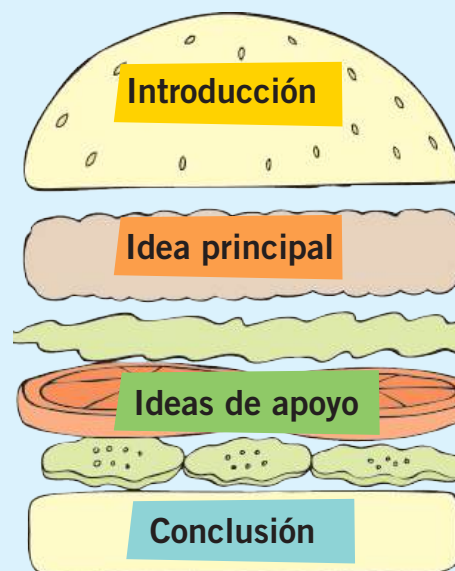 Introducción
Idea principal
Ideas de apoyo
Conclusión